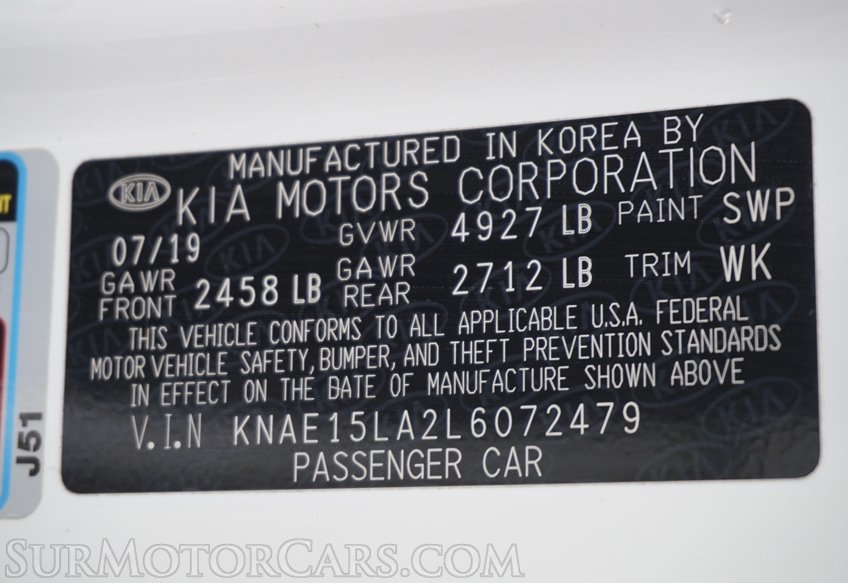 MANUFACTURED IN KOREA BY
KIA KIA MOTORS CORPORATION
07/19 GVWR 4927 LB PAINT SWP
GAWR FRONT 2458 LB GAWR REAR 2712 LB TRIM WK
THIS VEHICLE CONFORMS TO ALL APPLICABLE U.S.A. FEDERAL
MOTOR VEHICLE SAFETY, BUMPER, AND THEFT PREVENTION STANDARDS
IN EFFECT ON THE DATE OF MANUFACTURE SHOWN ABOVE
V.I.N KNAE15LA2L6072479
PASSENGER CAR
J51
SURMOTORCARS.COM